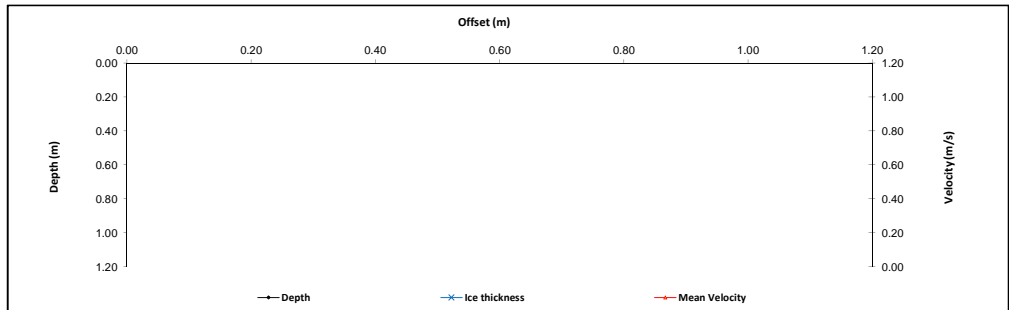 Offset (m)
0.00 0.20 0.40 0.60 0.80 1.00 1.20
0.00 1.20
0.20 1.00
0.40 0.80
0.60 0.60
0.80 0.40
1.00 0.20
1.20 0.00
Depth (m)
Velocity (m/s)
Depth Ice thickness Mean Velocity